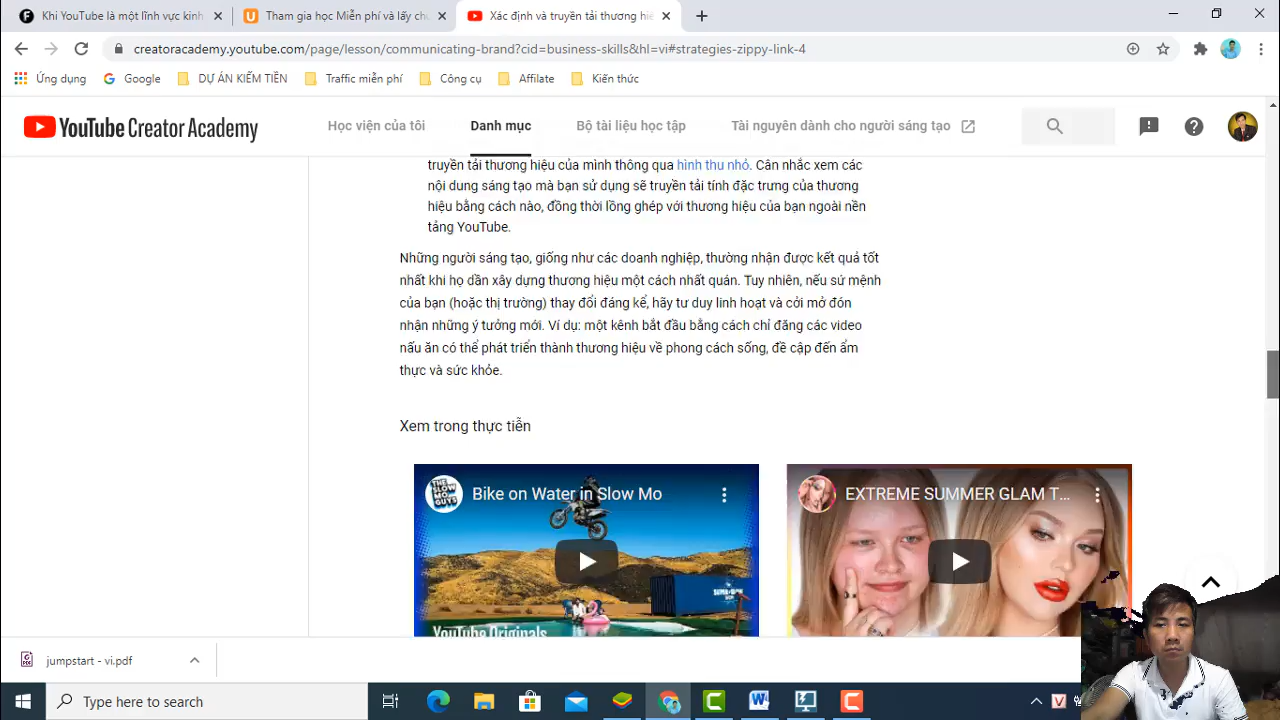 Khi YouTube là một lĩnh vực kinh
Tham gia học Miễn phí và lấy ch
Xác định và truyền tải thương hiệ
creatoracademy.youtube.com/page/lesson/communicating-brand?cid=business-skills&hl=vi#strategies-zippy-link-4
Ứng dụng
Google
DỰ ÁN KIẾM TIỀN
Traffic miễn phí
Công cụ
Affilate
Kiến thức
YouTube Creator Academy
Học viện của tôi
Danh mục
Bộ tài liệu học tập
Tài nguyên dành cho người sáng tạo
truyền tải thương hiệu của mình thông qua hình thu nhỏ. Cân nhắc xem các
nội dung sáng tạo mà bạn sử dụng sẽ truyền tải tính đặc trưng của thương
hiệu bằng cách nào, đồng thời lồng ghép với thương hiệu của bạn ngoài nền
tảng YouTube.
Những người sáng tạo, giống như các doanh nghiệp, thường nhận được kết quả tốt
nhất khi họ dần xây dựng thương hiệu một cách nhất quán. Tuy nhiên, nếu sứ mệnh
của bạn (hoặc thị trường) thay đổi đáng kể, hãy tư duy linh hoạt và cởi mở đón
nhận những ý tưởng mới. Ví dụ: một kênh bắt đầu bằng cách chỉ đăng các video
nấu ăn có thể phát triển thành thương hiệu về phong cách sống, đề cập đến ẩm
thực và sức khỏe.
Xem trong thực tiễn
THE SLOW MO GUYS
Bike on Water in Slow Mo
EXTREME SUMMER GLAM T...
YouTube Originals
jumpstart - vi.pdf
Type here to search